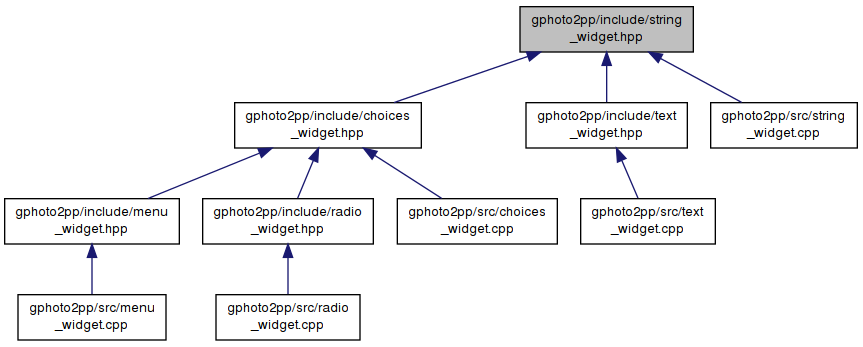 gphoto2pp/include/string
_widget.hpp
gphoto2pp/include/choices
_widget.hpp
gphoto2pp/include/text
_widget.hpp
gphoto2pp/src/string
_widget.cpp
gphoto2pp/include/menu
_widget.hpp
gphoto2pp/include/radio
_widget.hpp
gphoto2pp/src/choices
_widget.cpp
gphoto2pp/src/text
_widget.cpp
gphoto2pp/src/menu
_widget.cpp
gphoto2pp/src/radio
_widget.cpp